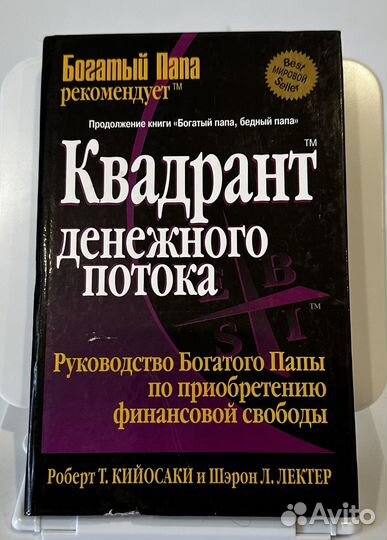 Богатый Папа
рекомендует™
Best
МИРОВОЙ
Seller
Продолжение книги «Богатый папа, бедный папа»
Квадрант™
денежного
потока
E B
S I™
Руководство Богатого Папы
по приобретению
финансовой свободы
Роберт Т. КИЙОСАКИ и Шэрон Л. ЛЕКТЕР
Avito